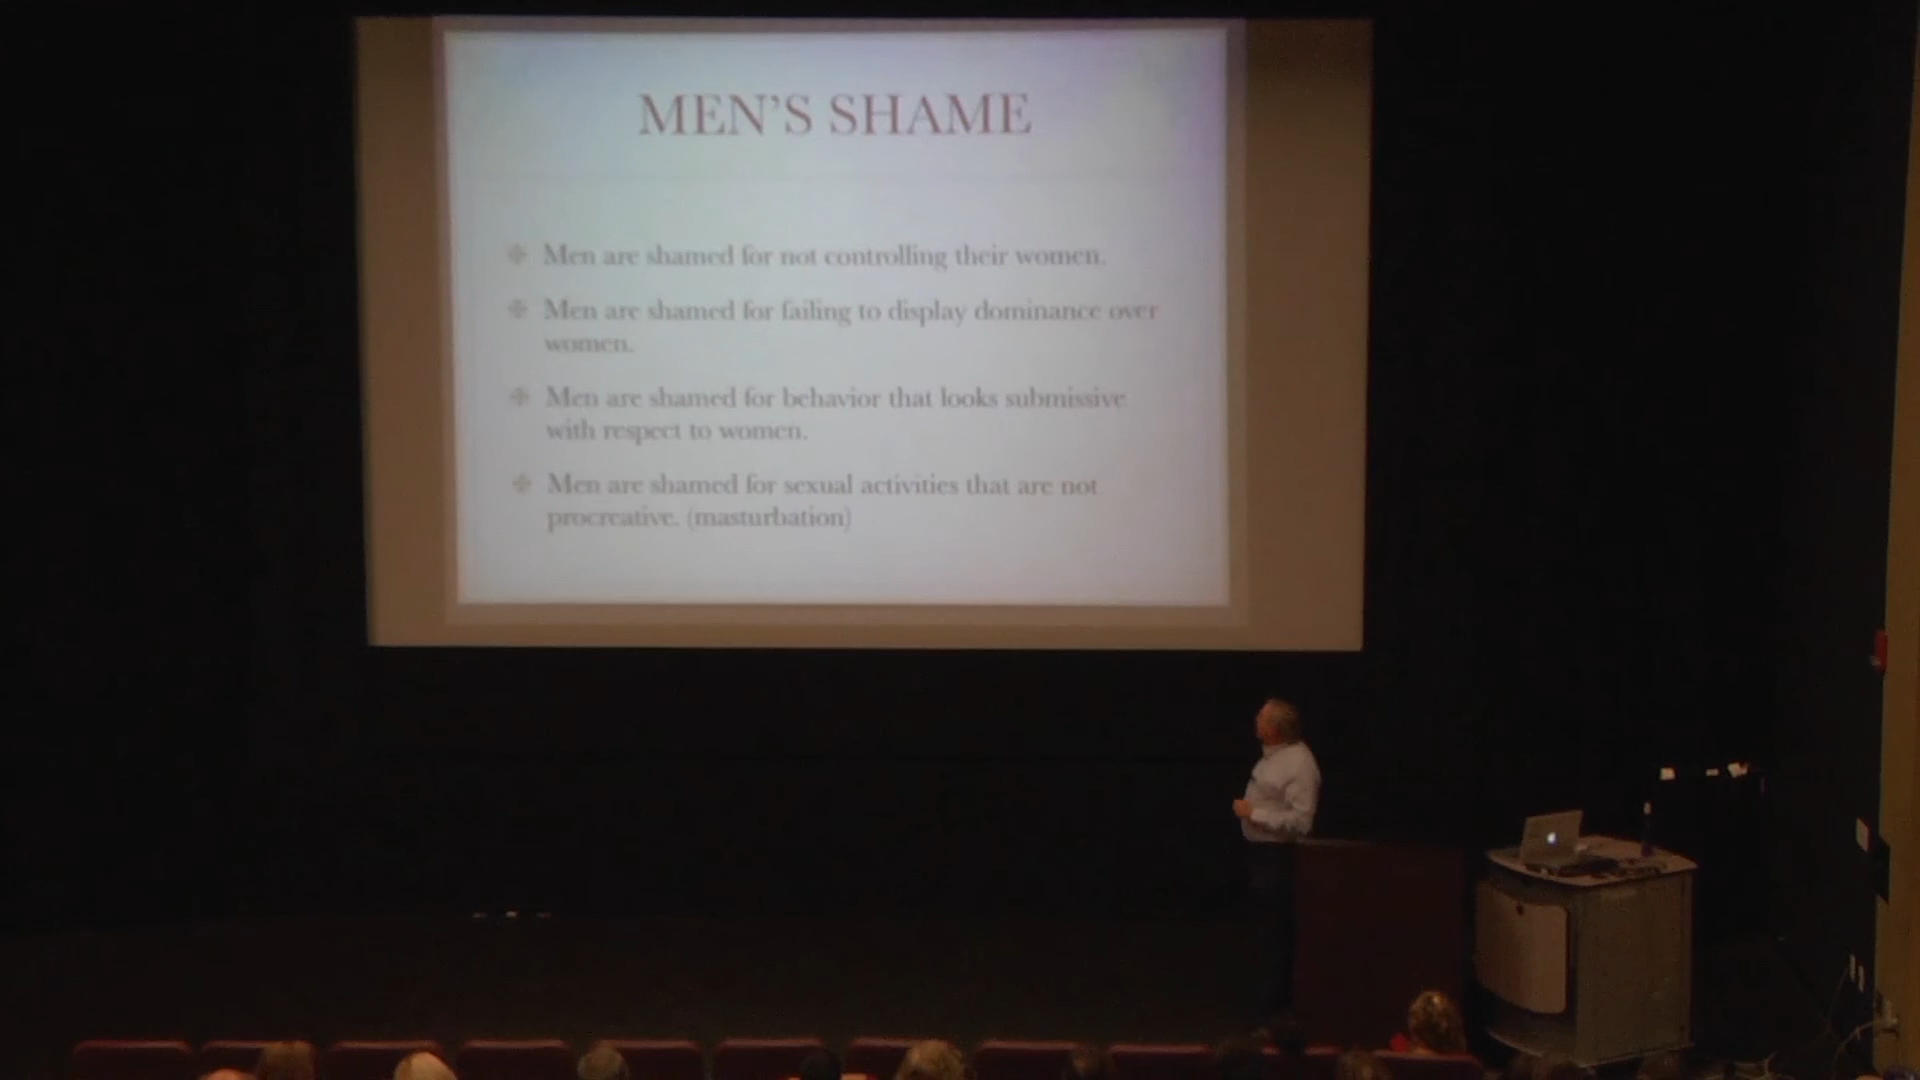 MEN'S SHAME
Men are shamed for not controlling their women.
Men are shamed for failing to display dominance over
women.
Men are shamed for behavior that looks submissive
with respect to women.
Men are shamed for sexual activities that are not
procreative. (masturbation)